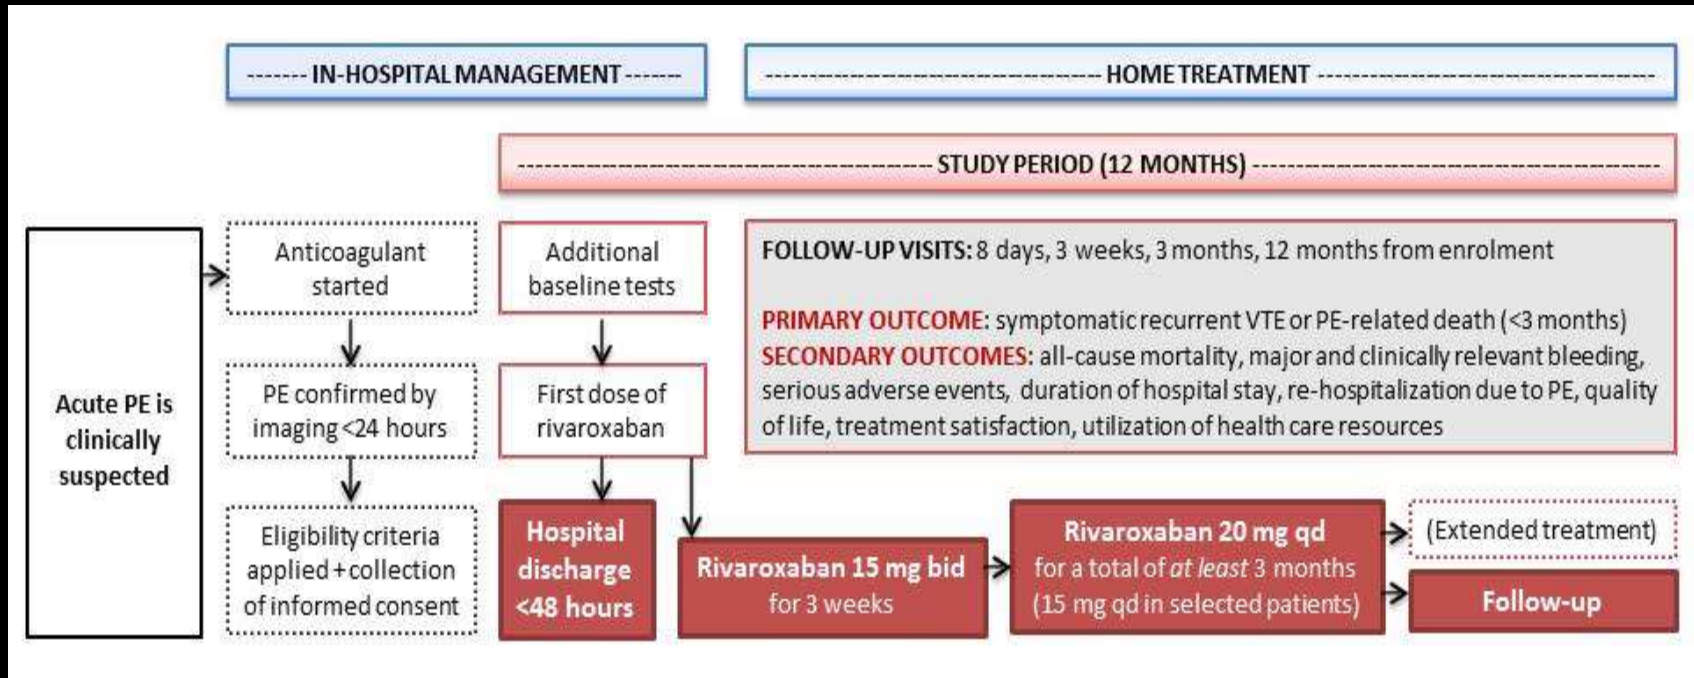 ------- IN-HOSPITAL MANAGEMENT -------
------- HOME TREATMENT -------
------- STUDY PERIOD (12 MONTHS) -------
Acute PE is
clinically
suspected
Anticoagulant
started
PE confirmed by
imaging <24 hours
Eligibility criteria
applied + collection
of informed consent
Additional
baseline tests
First dose of
rivaroxaban
Hospital
discharge
<48 hours
FOLLOW-UP VISITS: 8 days, 3 weeks, 3 months, 12 months from enrolment
PRIMARY OUTCOME: symptomatic recurrent VTE or PE-related death (<3 months)
SECONDARY OUTCOMES: all-cause mortality, major and clinically relevant bleeding,
serious adverse events, duration of hospital stay, re-hospitalization due to PE, quality
of life, treatment satisfaction, utilization of health care resources
Rivaroxaban 15 mg bid
for 3 weeks
Rivaroxaban 20 mg qd
for a total of at least 3 months
(15 mg qd in selected patients)
(Extended treatment)
Follow-up